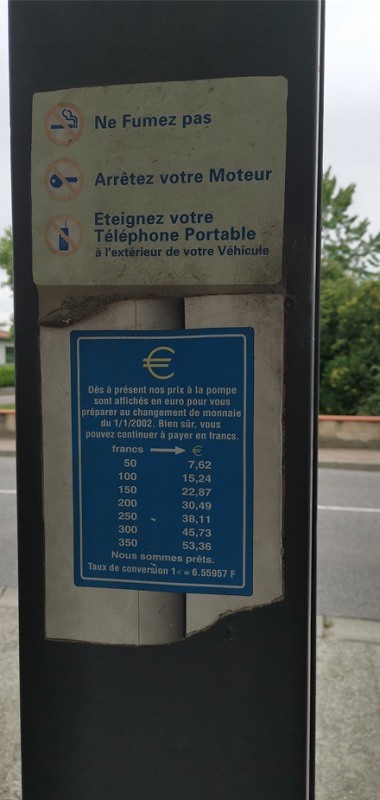 Ne Fumez pas
Arrêtez votre Moteur
Eteignez votre
Téléphone Portable
à l'extérieur de votre Véhicule
€
Dès à présent nos prix à la pompe
sont affichés en euro pour vous
préparer au changement de monnaie
du 1/1/2002. Bien sûr, vous
pouvez continuer à payer en francs.
francs → €
50 7,62
100 15,24
150 22,87
200 30,49
250 38,11
300 45,73
350 53,36
Nous sommes prêts.
Taux de conversion 1€ = 6.55957 F